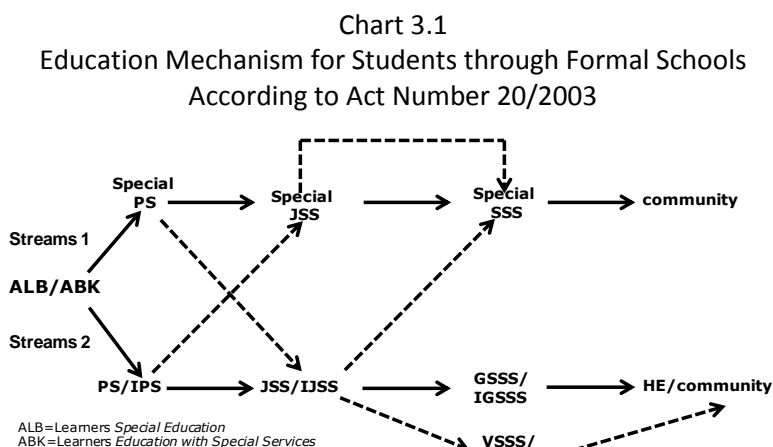 Chart 3.1
Education Mechanism for Students through Formal Schools
According to Act Number 20/2003
Special
PS
Special
JSS
Special
SSS
community
Streams 1
ALB/ABK
Streams 2
PS/IPS
JSS/IJSS
GSSS/
IGSSS
HE/community
VSSS/
ALB=Learners Special Education
ABK=Learners Education with Special Services